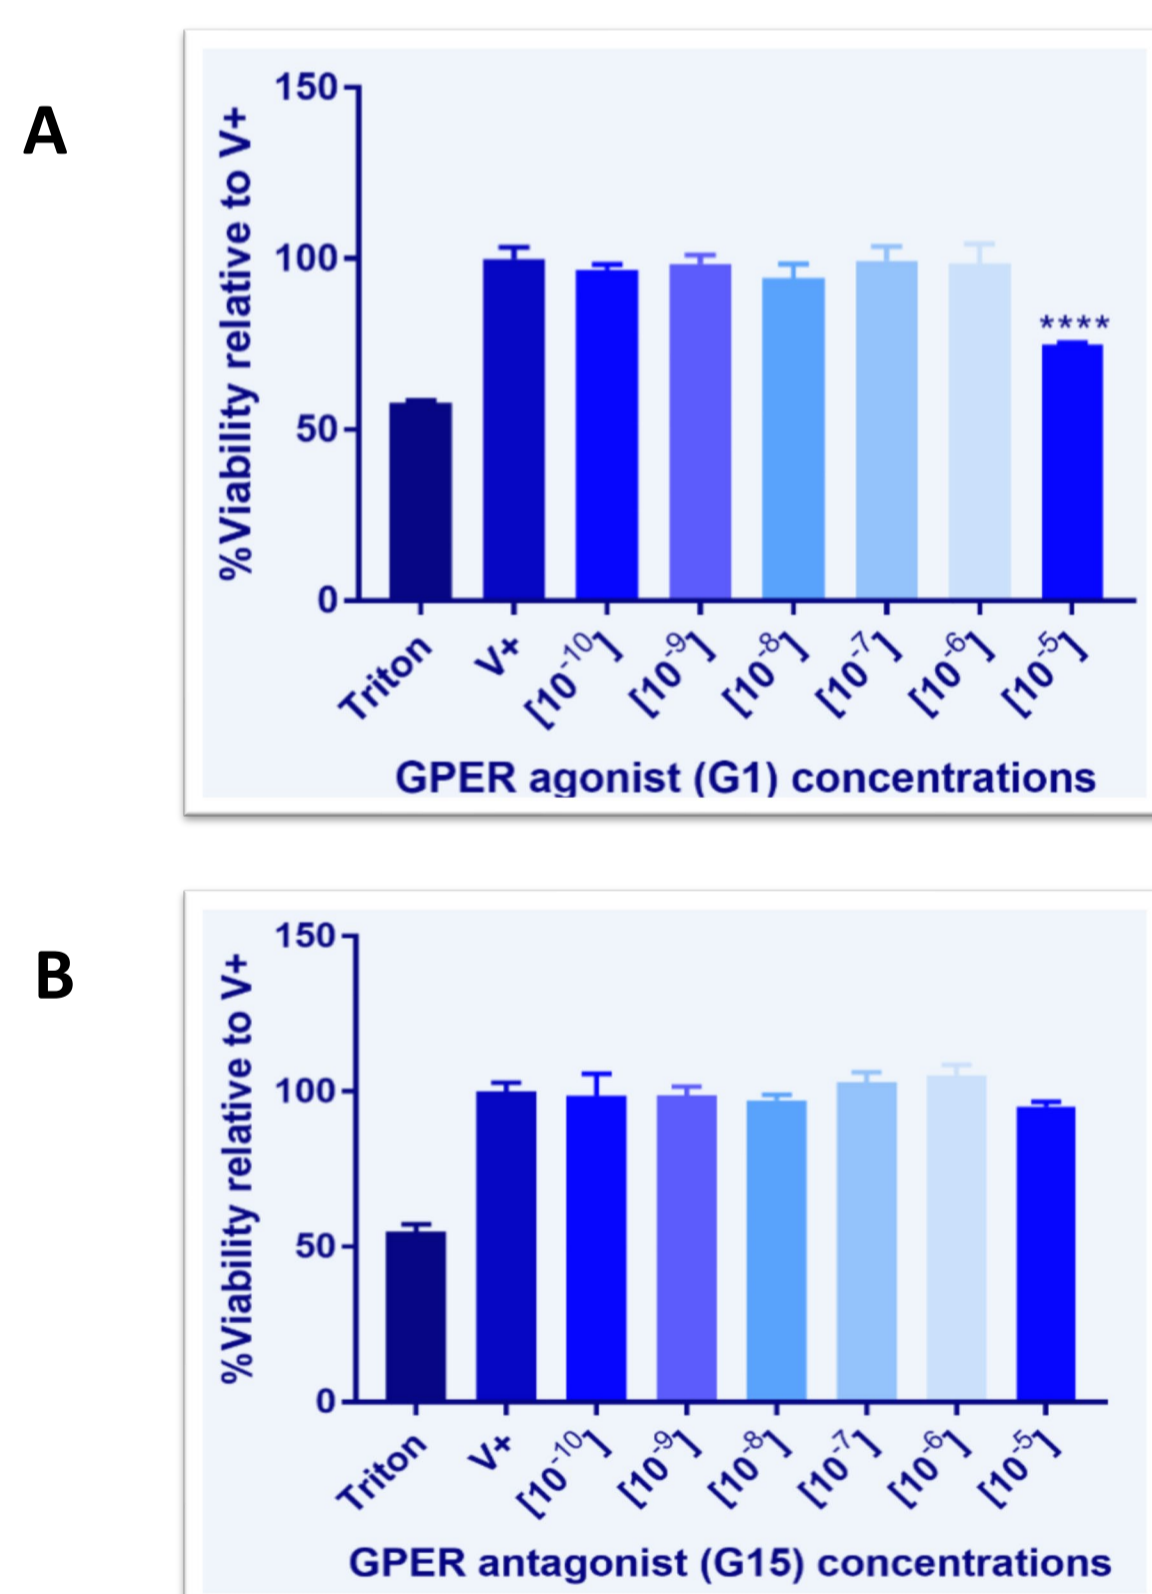 A
150
100
50
0
%Viability relative to V+
****
Triton V+ [10-10] [10-9] [10-8] [10-7] [10-6] [10-5]
GPER agonist (G1) concentrations
B
150
100
50
0
%Viability relative to V+
Triton V+ [10-10] [10-9] [10-8] [10-7] [10-6] [10-5]
GPER antagonist (G15) concentrations